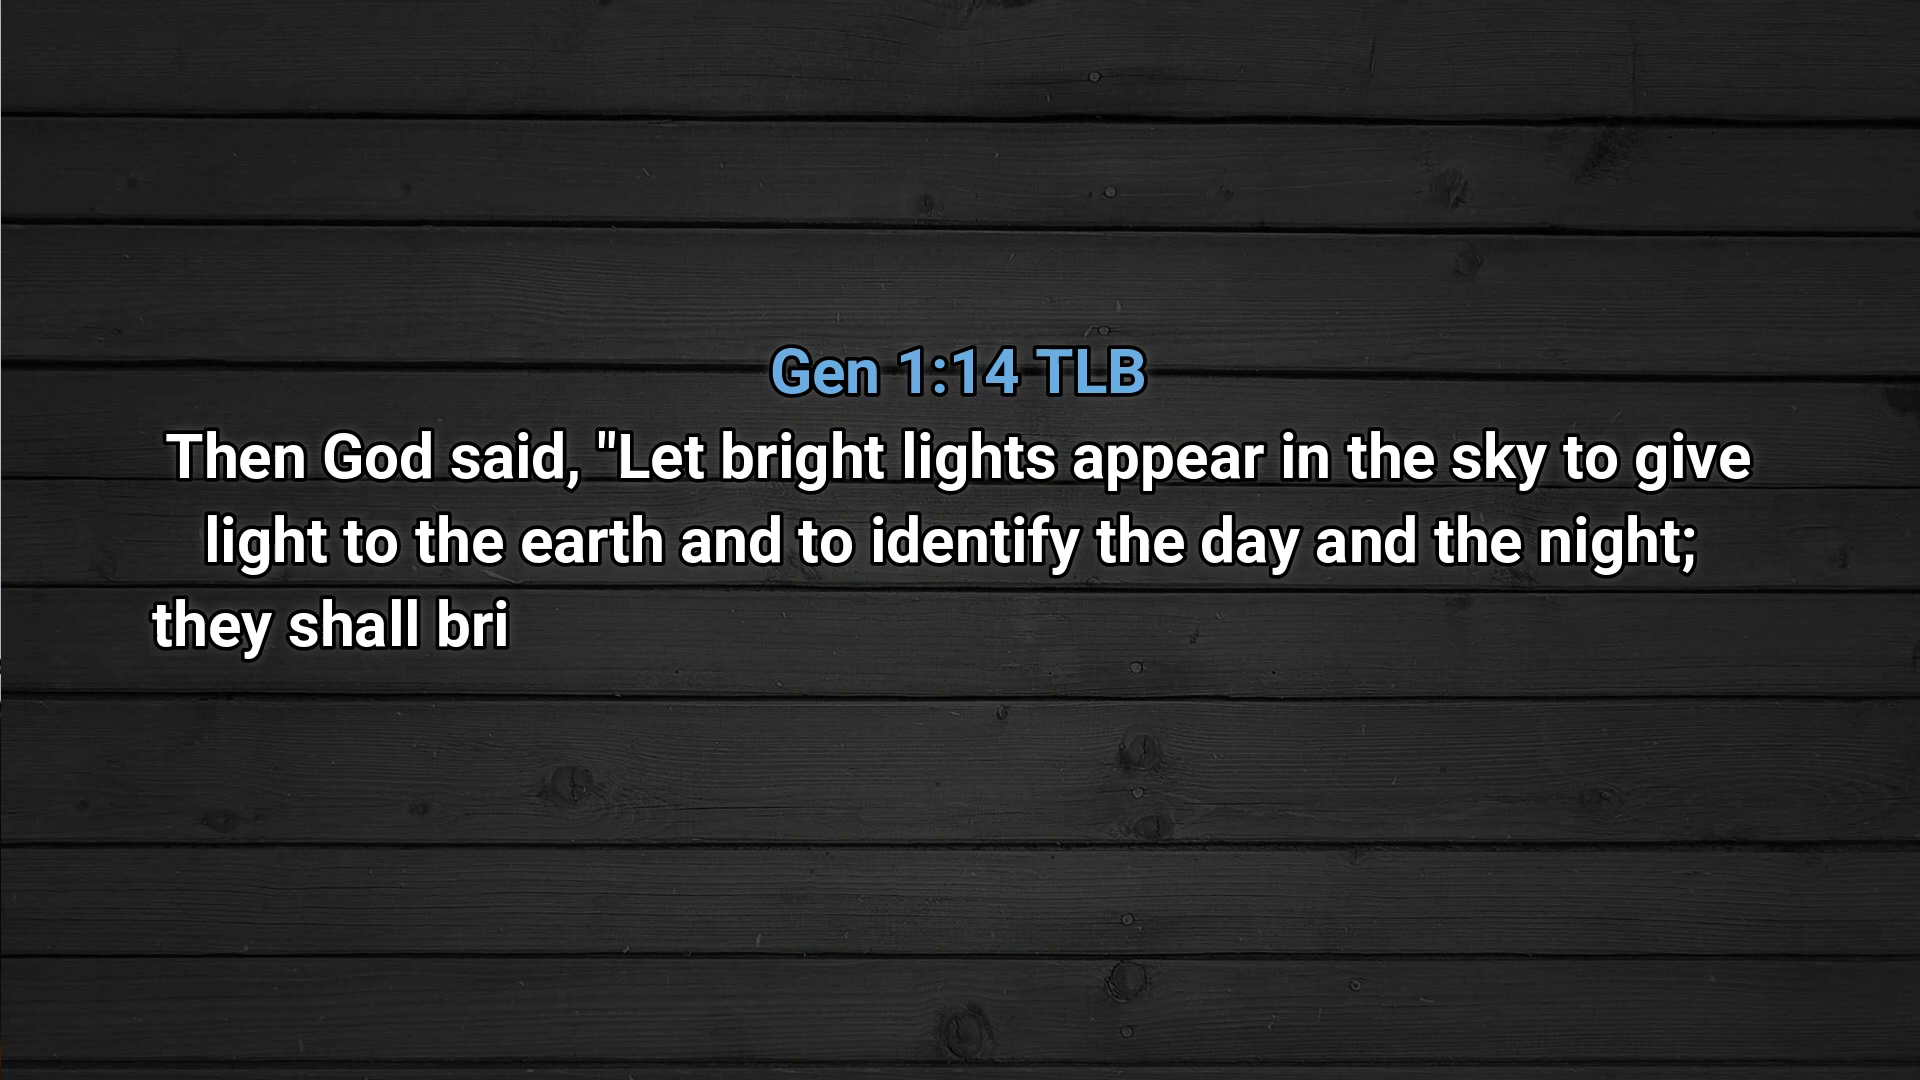 Gen 1:14 TLB
Then God said, "Let bright lights appear in the sky to give
light to the earth and to identify the day and the night;
they shall bri